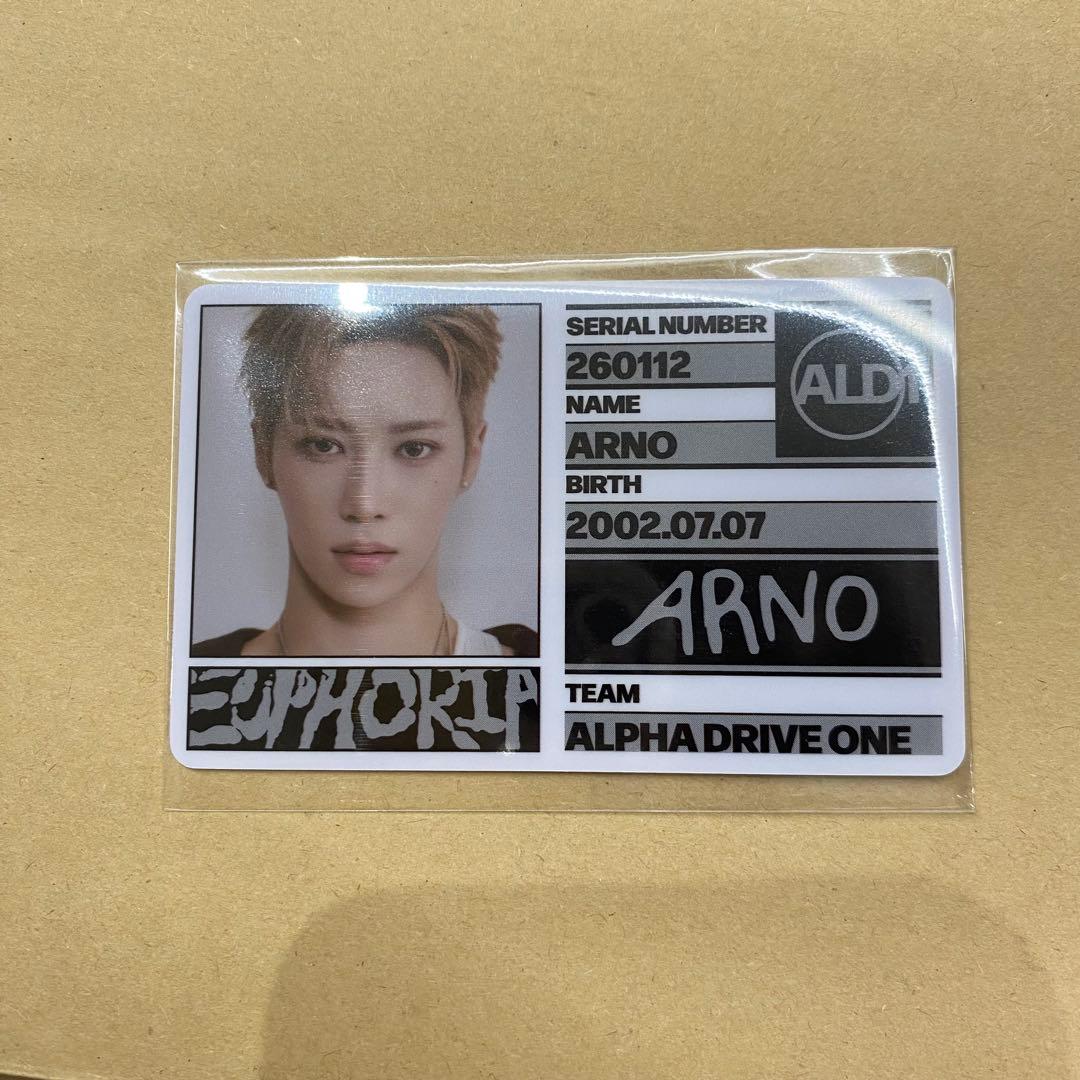 SERIAL NUMBER
260112
ALD1
NAME
ARNO
BIRTH
2002.07.07
ARNO
TEAM
ALPHA DRIVE ONE
EUPHORIA